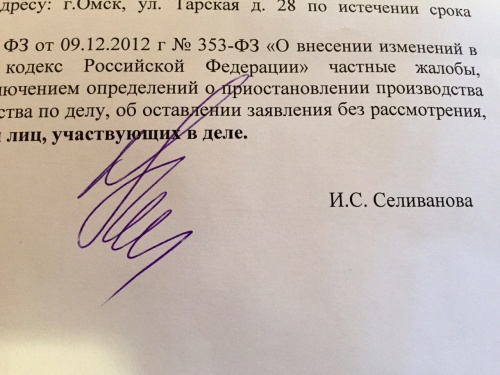 адресу: г.Омск, ул. Тарская д. 28 по истечении срока
ФЗ от 09.12.2012 г № 353-ФЗ «О внесении изменений в
кодекс Российской Федерации» частные жалобы,
ключением определений о приостановлении производства
ства по делу, об оставлении заявления без рассмотрения,
лиц, участвующих в деле.
И.С. Селиванова